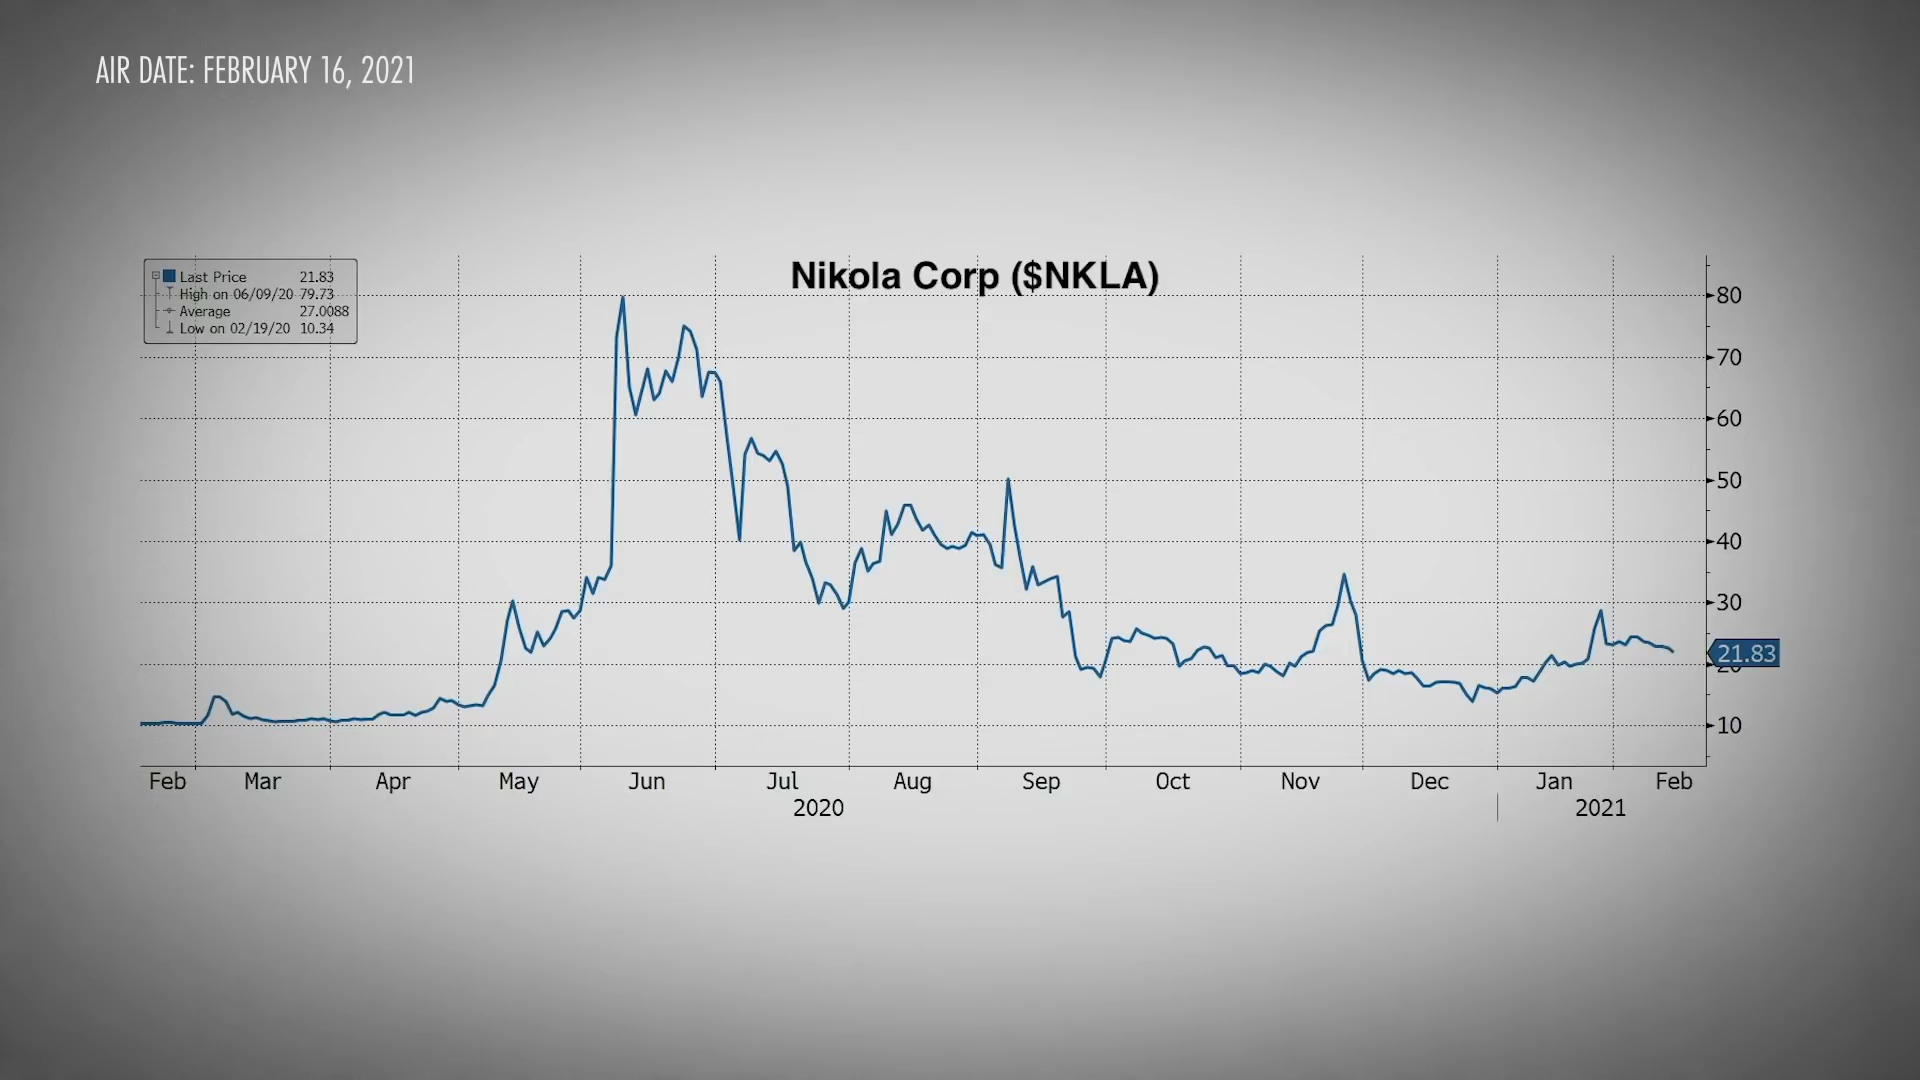 AIR DATE: FEBRUARY 16, 2021
Nikola Corp ($NKLA)
Last Price 21.83
High on 06/09/20 79.73
Average 27.0088
Low on 02/19/20 10.34
80
70
60
50
40
30
21.83
20
10
Feb Mar Apr May Jun Jul Aug Sep Oct Nov Dec Jan Feb
2020 2021